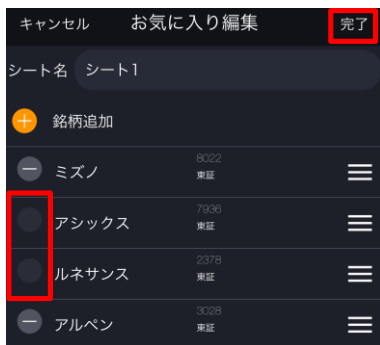 キャンセル お気に入り編集 完了
シート名 シート1
銘柄追加
ミズノ 8022 東証
アシックス 7936 東証
ルネサンス 2378 東証
アルペン 3028 東証